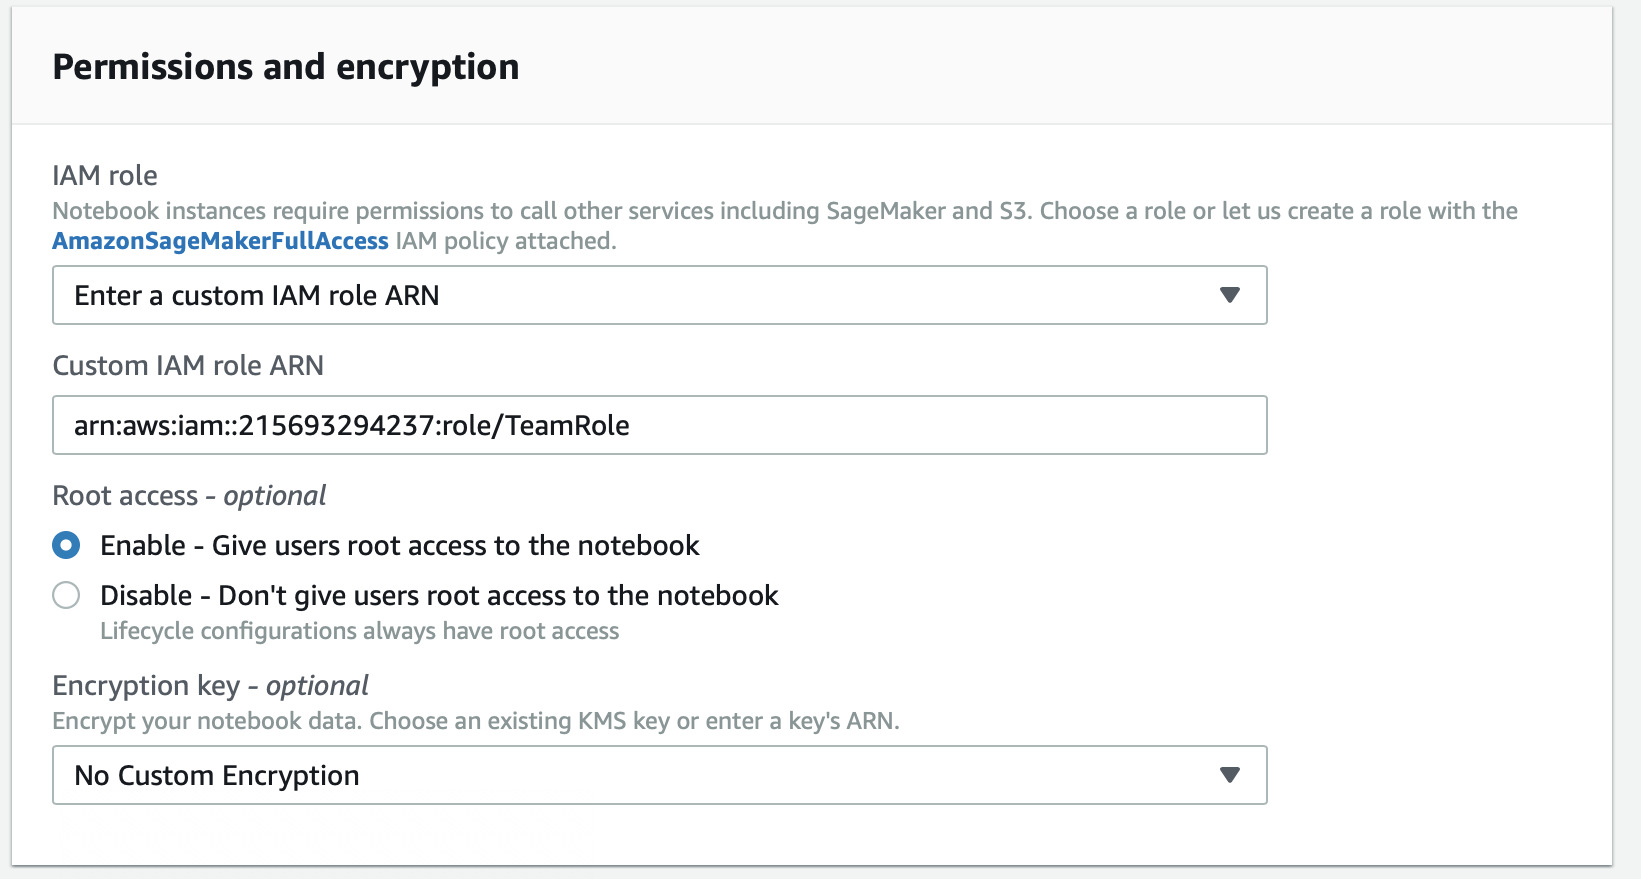 Permissions and encryption
IAM role
Notebook instances require permissions to call other services including SageMaker and S3. Choose a role or let us create a role with the
AmazonSageMakerFullAccess IAM policy attached.
Enter a custom IAM role ARN
Custom IAM role ARN
arn:aws:iam::215693294237:role/TeamRole
Root access - optional
Enable - Give users root access to the notebook
Disable - Don't give users root access to the notebook
Lifecycle configurations always have root access
Encryption key - optional
Encrypt your notebook data. Choose an existing KMS key or enter a key's ARN.
No Custom Encryption